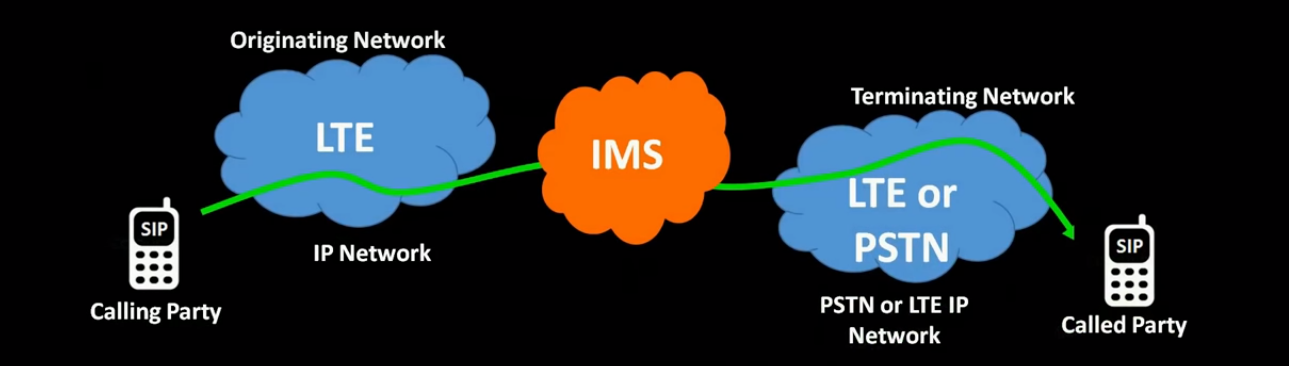 Originating Network
LTE
IP Network
SIP
Calling Party
IMS
Terminating Network
LTE or
PSTN
PSTN or LTE IP
Network
SIP
Called Party